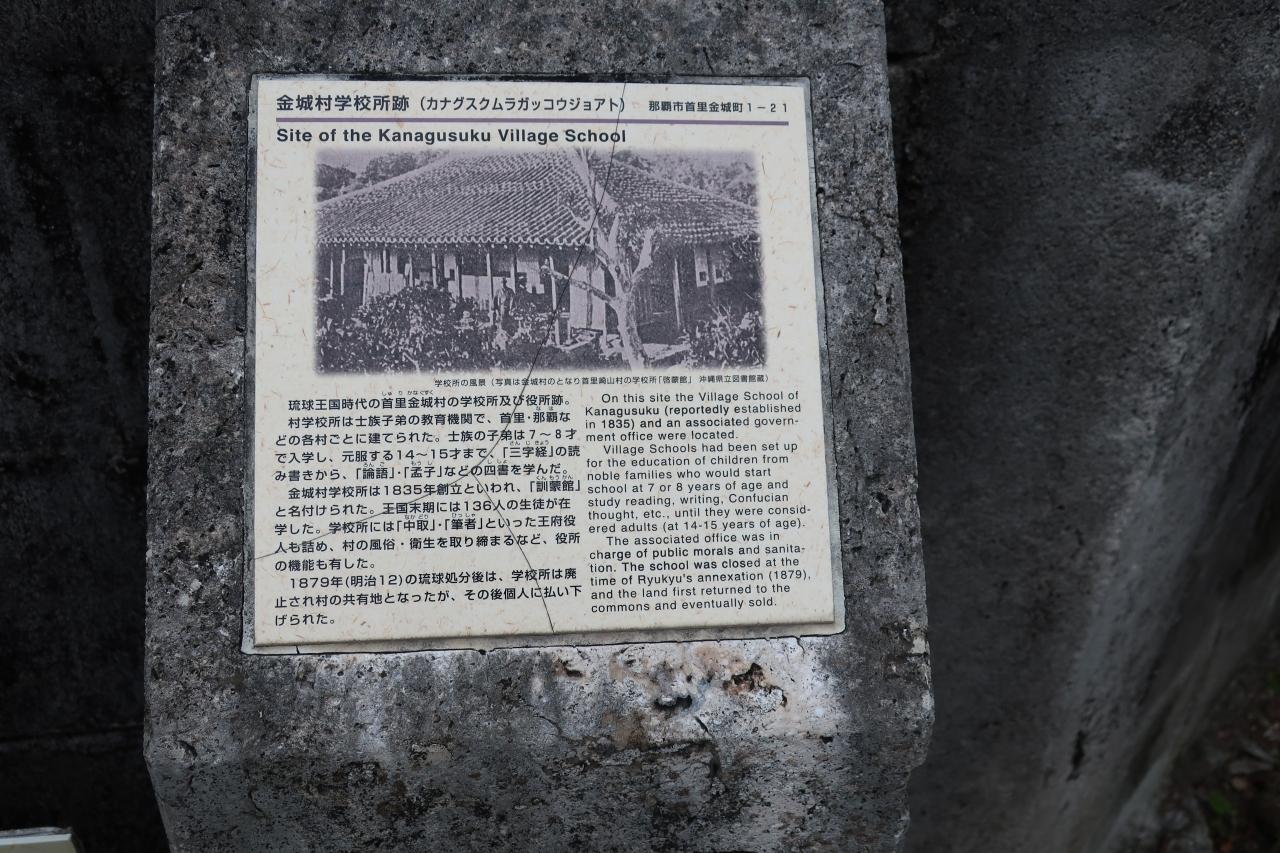 金城村学校所跡（カナグスクムラガッコウジョアト） 那覇市首里金城町1－21
Site of the Kanagusuku Village School
学校所の風景（写真は金城村のとなり首里崎山村の学校所「啓蒙館」 沖縄県立図書館蔵）
琉球王国時代の首里金城村の学校所及び役所跡。
村学校所は士族子弟の教育機関で、首里・那覇な
どの各村ごとに建てられた。士族の子弟は7～8才
で入学し、元服する14～15才まで、「三字経」の読
み書きから、「論語」・「孟子」などの四書を学んだ。
金城村学校所は1835年創立といわれ、「訓蒙館」
と名付けられた。王国末期には136人の生徒が在
学した。学校所には「中取」・「筆者」といった王府役
人も詰め、村の風俗・衛生を取り締まるなど、役所
の機能も有した。
1879年(明治12)の琉球処分後は、学校所は廃
止され村の共有地となったが、その後個人に払い下
げられた。
On this site the Village School of
Kanagusuku (reportedly established
in 1835) and an associated govern-
ment office were located.
Village Schools had been set up
for the education of children from
noble families who would start
school at 7 or 8 years of age and
study reading, writing, Confucian
thought, etc., until they were consid-
ered adults (at 14-15 years of age).
The associated office was in
charge of public morals and sanita-
tion. The school was closed at the
time of Ryukyu's annexation (1879),
and the land first returned to the
commons and eventually sold.